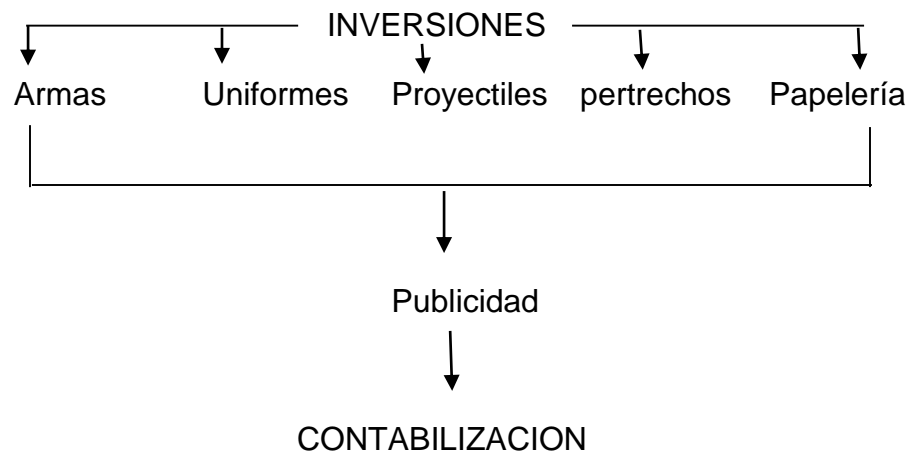 INVERSIONES
Armas Uniformes Proyectiles pertrechos Papelería
Publicidad
CONTABILIZACION